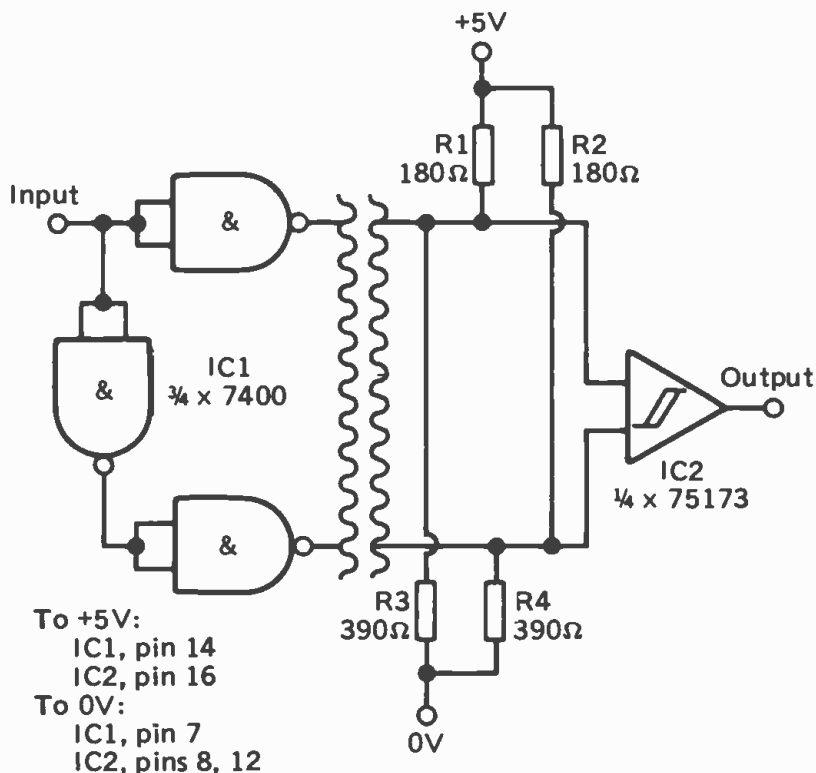 +5V
R1
180Ω
R2
180Ω
Input
&
&
IC1
¾ x 7400
&
Output
IC2
¼ x 75173
R3
390Ω
R4
390Ω
0V
To +5V:
IC1, pin 14
IC2, pin 16
To 0V:
IC1, pin 7
IC2, pins 8, 12